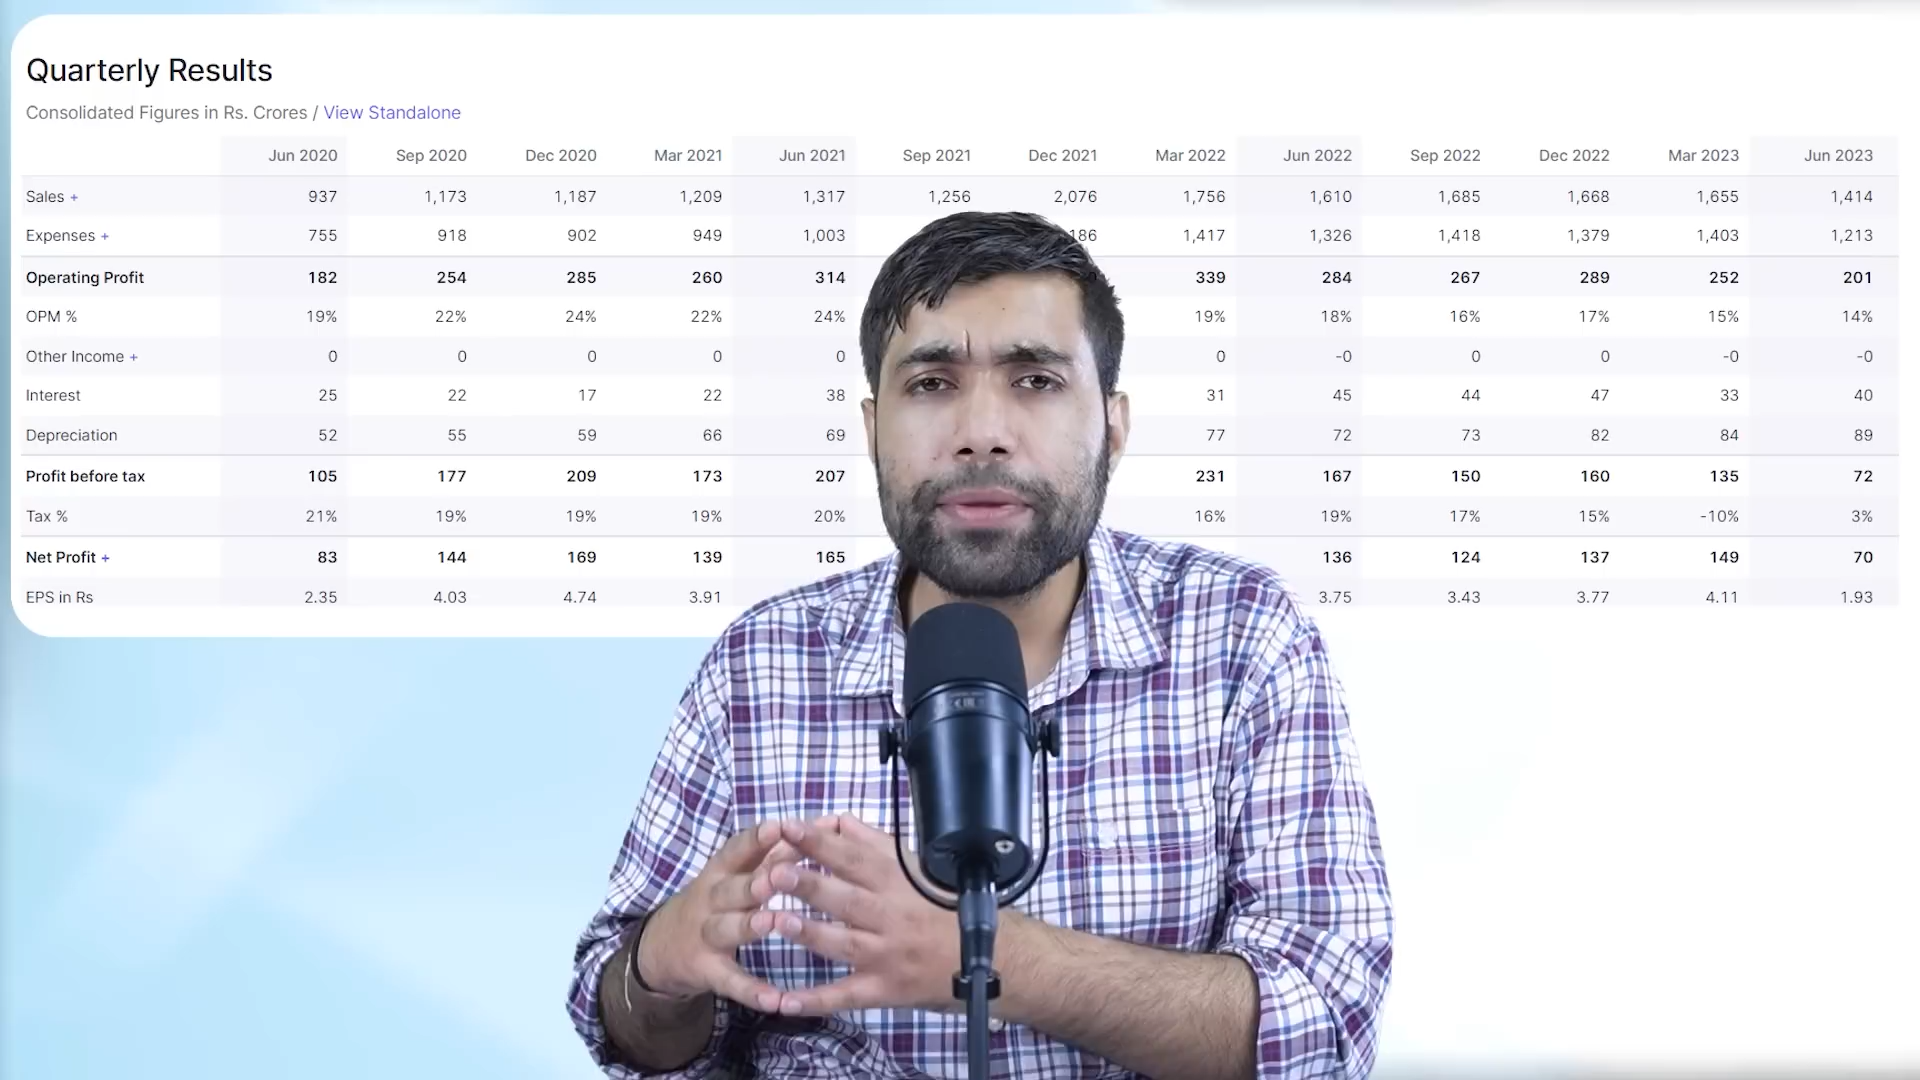 Quarterly Results
Consolidated Figures in Rs. Crores / View Standalone
Jun 2020 Sep 2020 Dec 2020 Mar 2021 Jun 2021 Sep 2021 Dec 2021 Mar 2022 Jun 2022 Sep 2022 Dec 2022 Mar 2023 Jun 2023
Sales + 937 1,173 1,187 1,209 1,317 1,256 2,076 1,756 1,610 1,685 1,668 1,655 1,414
Expenses + 755 918 902 949 1,003 186 1,417 1,326 1,418 1,379 1,403 1,213
Operating Profit 182 254 285 260 314 339 284 267 289 252 201
OPM % 19% 22% 24% 22% 24% 19% 18% 16% 17% 15% 14%
Other Income + 0 0 0 0 0 0 -0 0 0 -0 -0
Interest 25 22 17 22 38 31 45 44 47 33 40
Depreciation 52 55 59 66 69 77 72 73 82 84 89
Profit before tax 105 177 209 173 207 231 167 150 160 135 72
Tax % 21% 19% 19% 19% 20% 16% 19% 17% 15% -10% 3%
Net Profit + 83 144 169 139 165 136 124 137 149 70
EPS in Rs 2.35 4.03 4.74 3.91 3.75 3.43 3.77 4.11 1.93